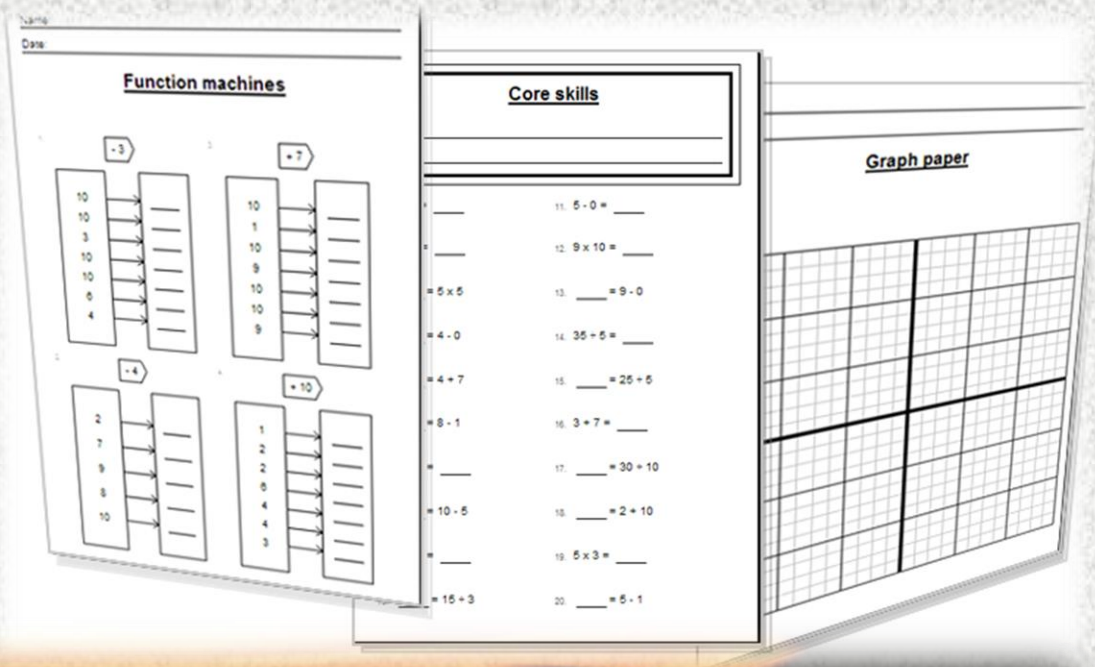 Name:
Date:
Function machines
- 3
10
10
3
10
10
6
4
+ 7
10
1
10
9
10
10
9
- 4
2
7
9
8
10
+ 10
1
2
2
6
4
4
3
Core skills
= 5 x 5
= 4 - 0
= 4 + 7
= 8 - 1
=
= 10 - 5
=
= 15 ÷ 3
11. 5 - 0 = ____
12. 9 x 10 = ____
13. ____ = 9 - 0
14. 35 ÷ 5 = ____
15. ____ = 25 ÷ 5
16. 3 + 7 = ____
17. ____ = 30 ÷ 10
18. ____ = 2 + 10
19. 5 x 3 = ____
20. ____ = 5 - 1
Graph paper